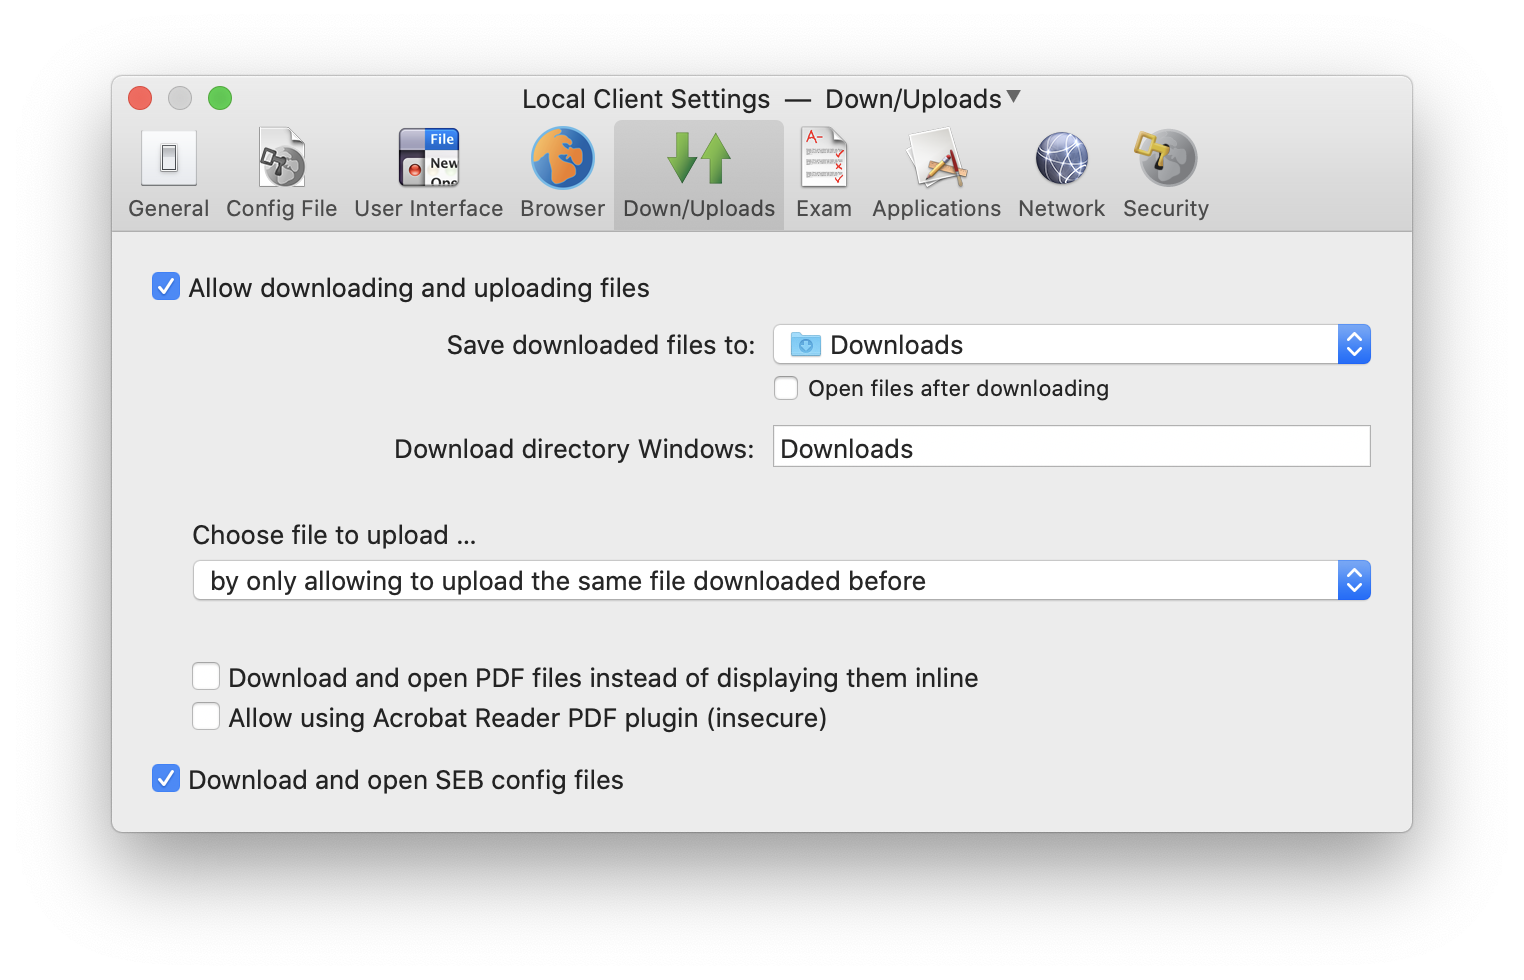 Local Client Settings — Down/Uploads
File
New
A-
General Config File User Interface Browser Down/Uploads Exam Applications Network Security
Allow downloading and uploading files
Save downloaded files to: Downloads
Open files after downloading
Download directory Windows: Downloads
Choose file to upload ...
by only allowing to upload the same file downloaded before
Download and open PDF files instead of displaying them inline
Allow using Acrobat Reader PDF plugin (insecure)
Download and open SEB config files